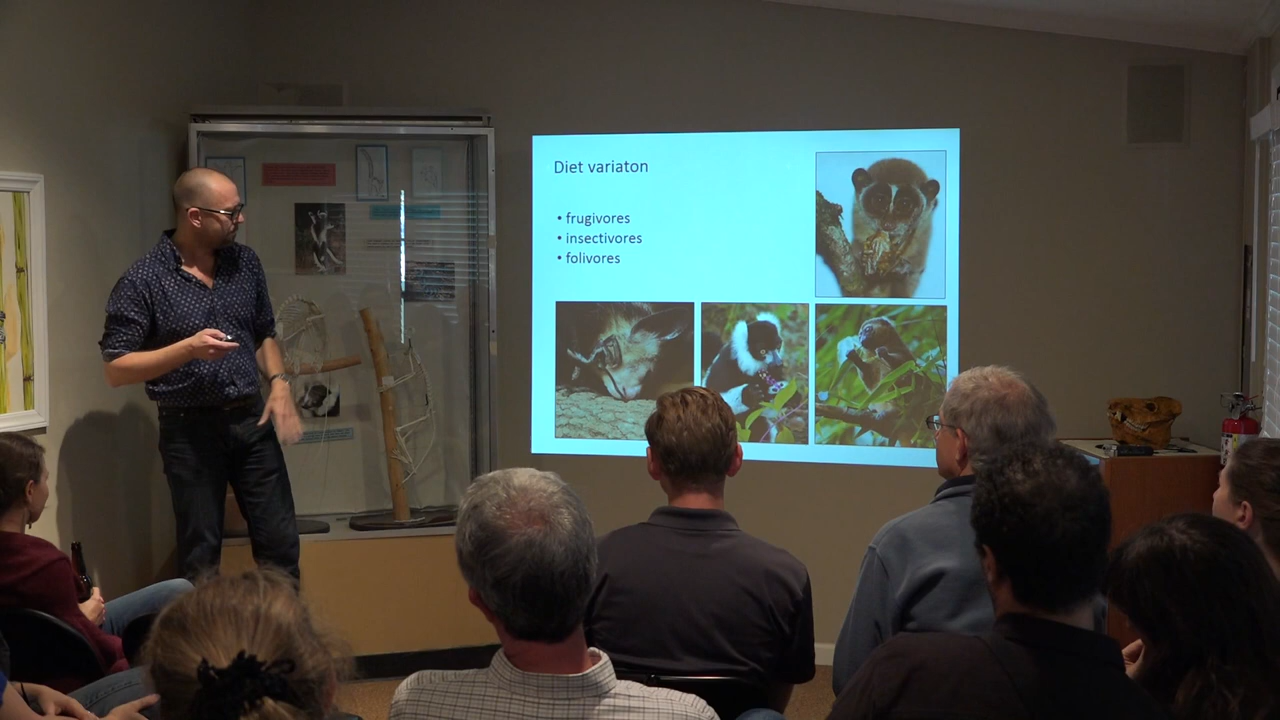 Diet variaton
• frugivores
• insectivores
• folivores